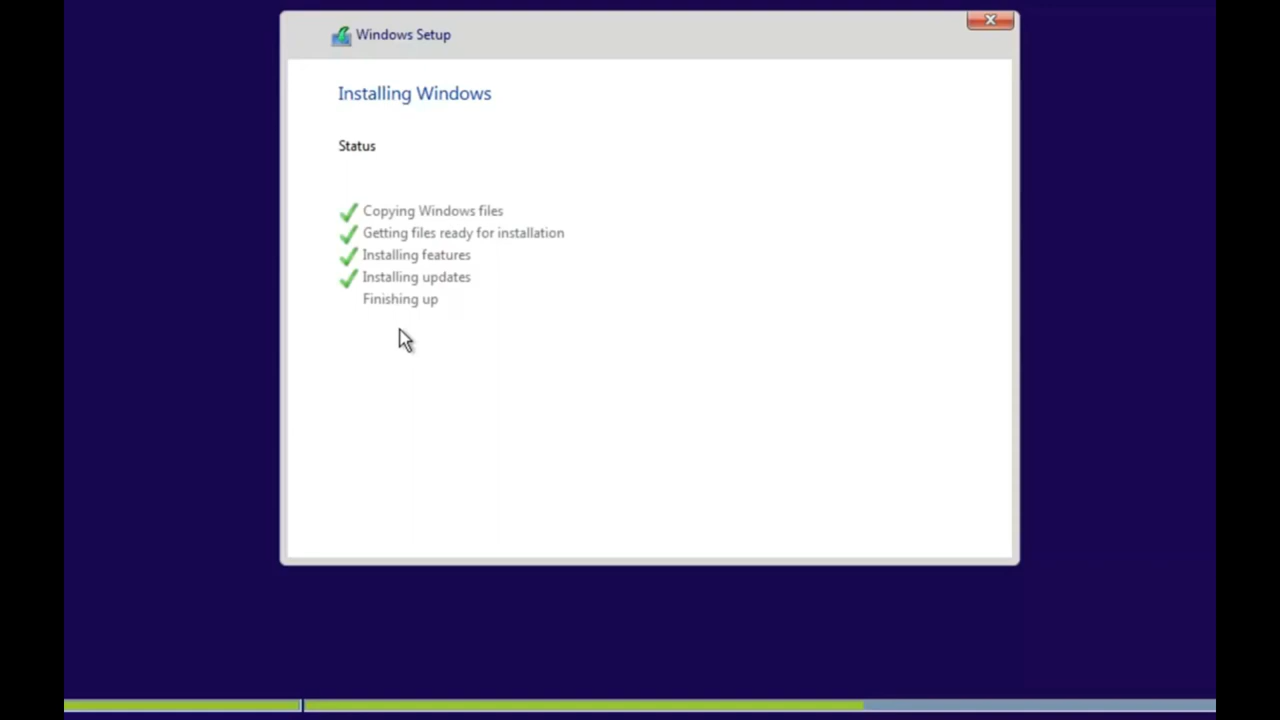 Windows Setup
Installing Windows
Status
Copying Windows files
Getting files ready for installation
Installing features
Installing updates
Finishing up